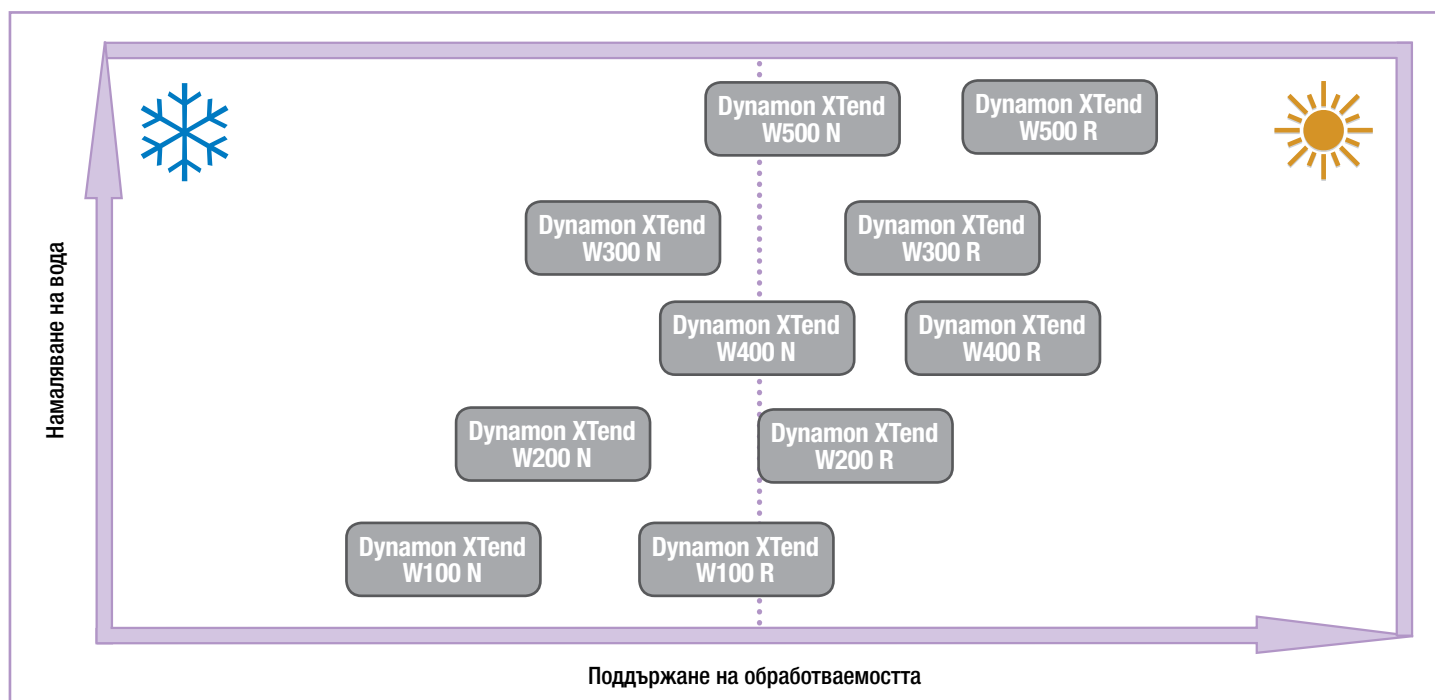 Dynamon XTend
W500 N
Dynamon XTend
W500 R
Dynamon XTend
W300 N
Dynamon XTend
W300 R
Dynamon XTend
W400 N
Dynamon XTend
W400 R
Dynamon XTend
W200 N
Dynamon XTend
W200 R
Dynamon XTend
W100 N
Dynamon XTend
W100 R
Намаляване на вода
Поддържане на обработваемостта